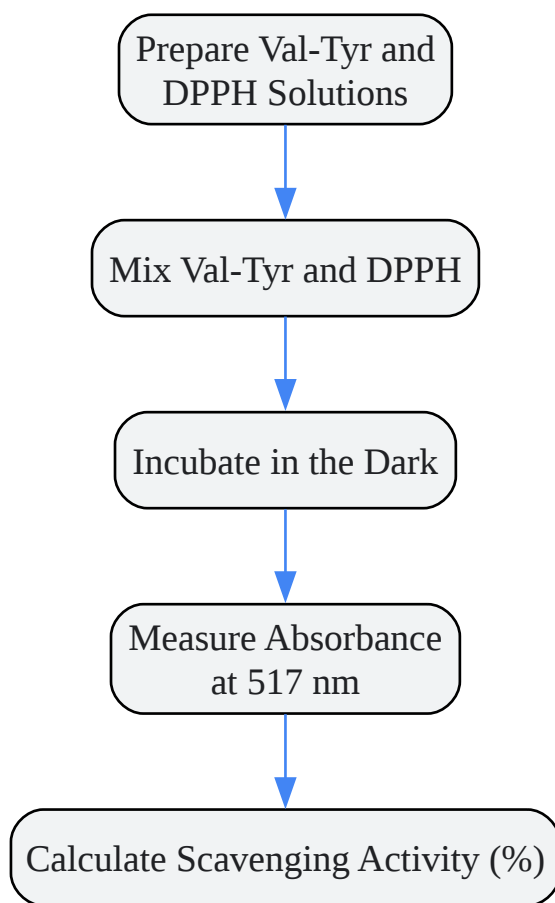 Prepare Val-Tyr and
DPPH Solutions
Mix Val-Tyr and DPPH
Incubate in the Dark
Measure Absorbance
at 517 nm
Calculate Scavenging Activity (%)